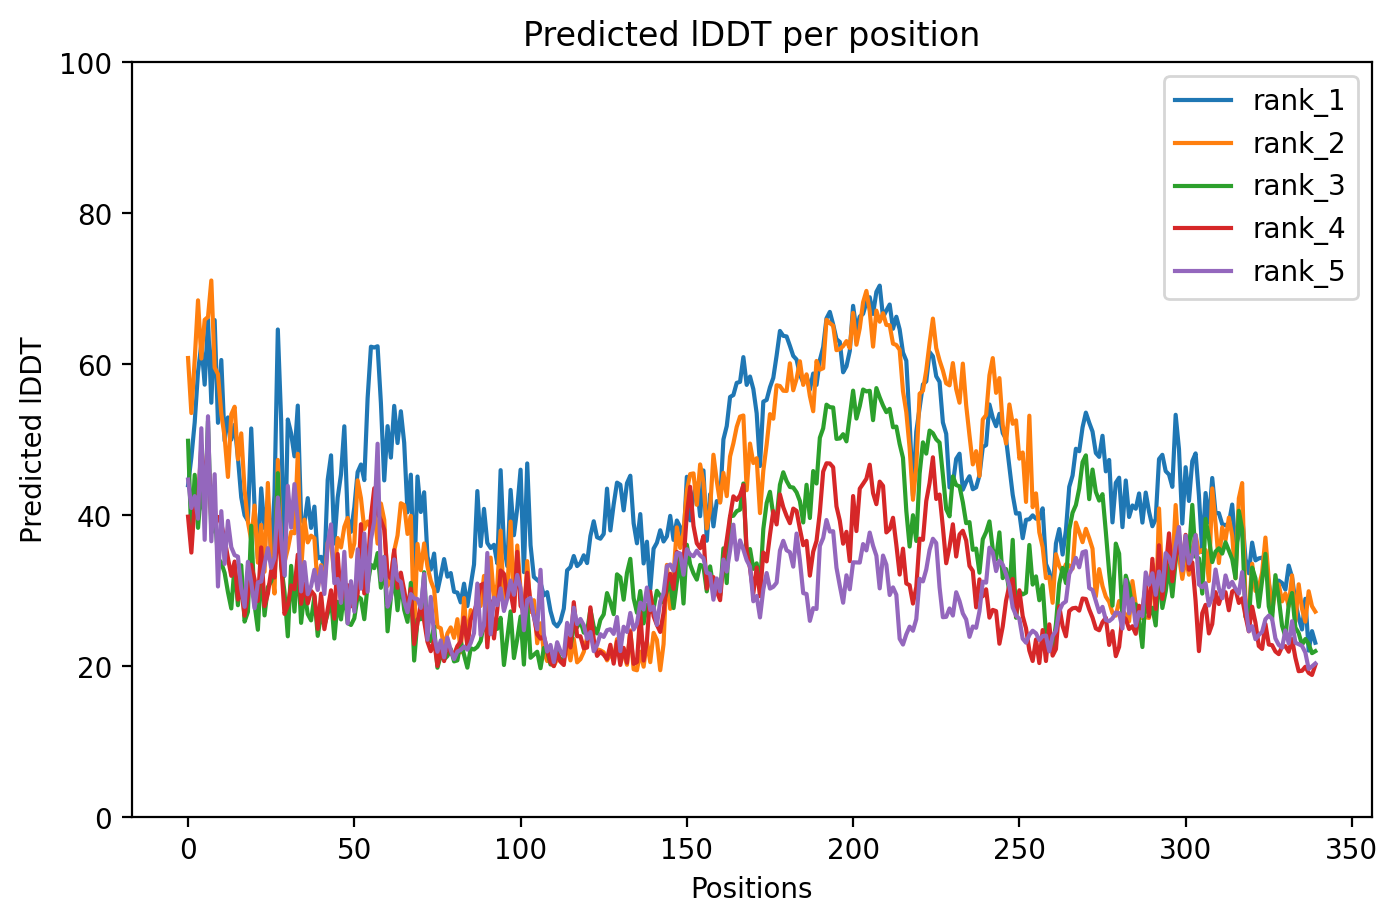 Predicted lDDT per position
100
80
60
40
20
0
Predicted lDDT
0 50 100 150 200 250 300 350
Positions
rank_1
rank_2
rank_3
rank_4
rank_5